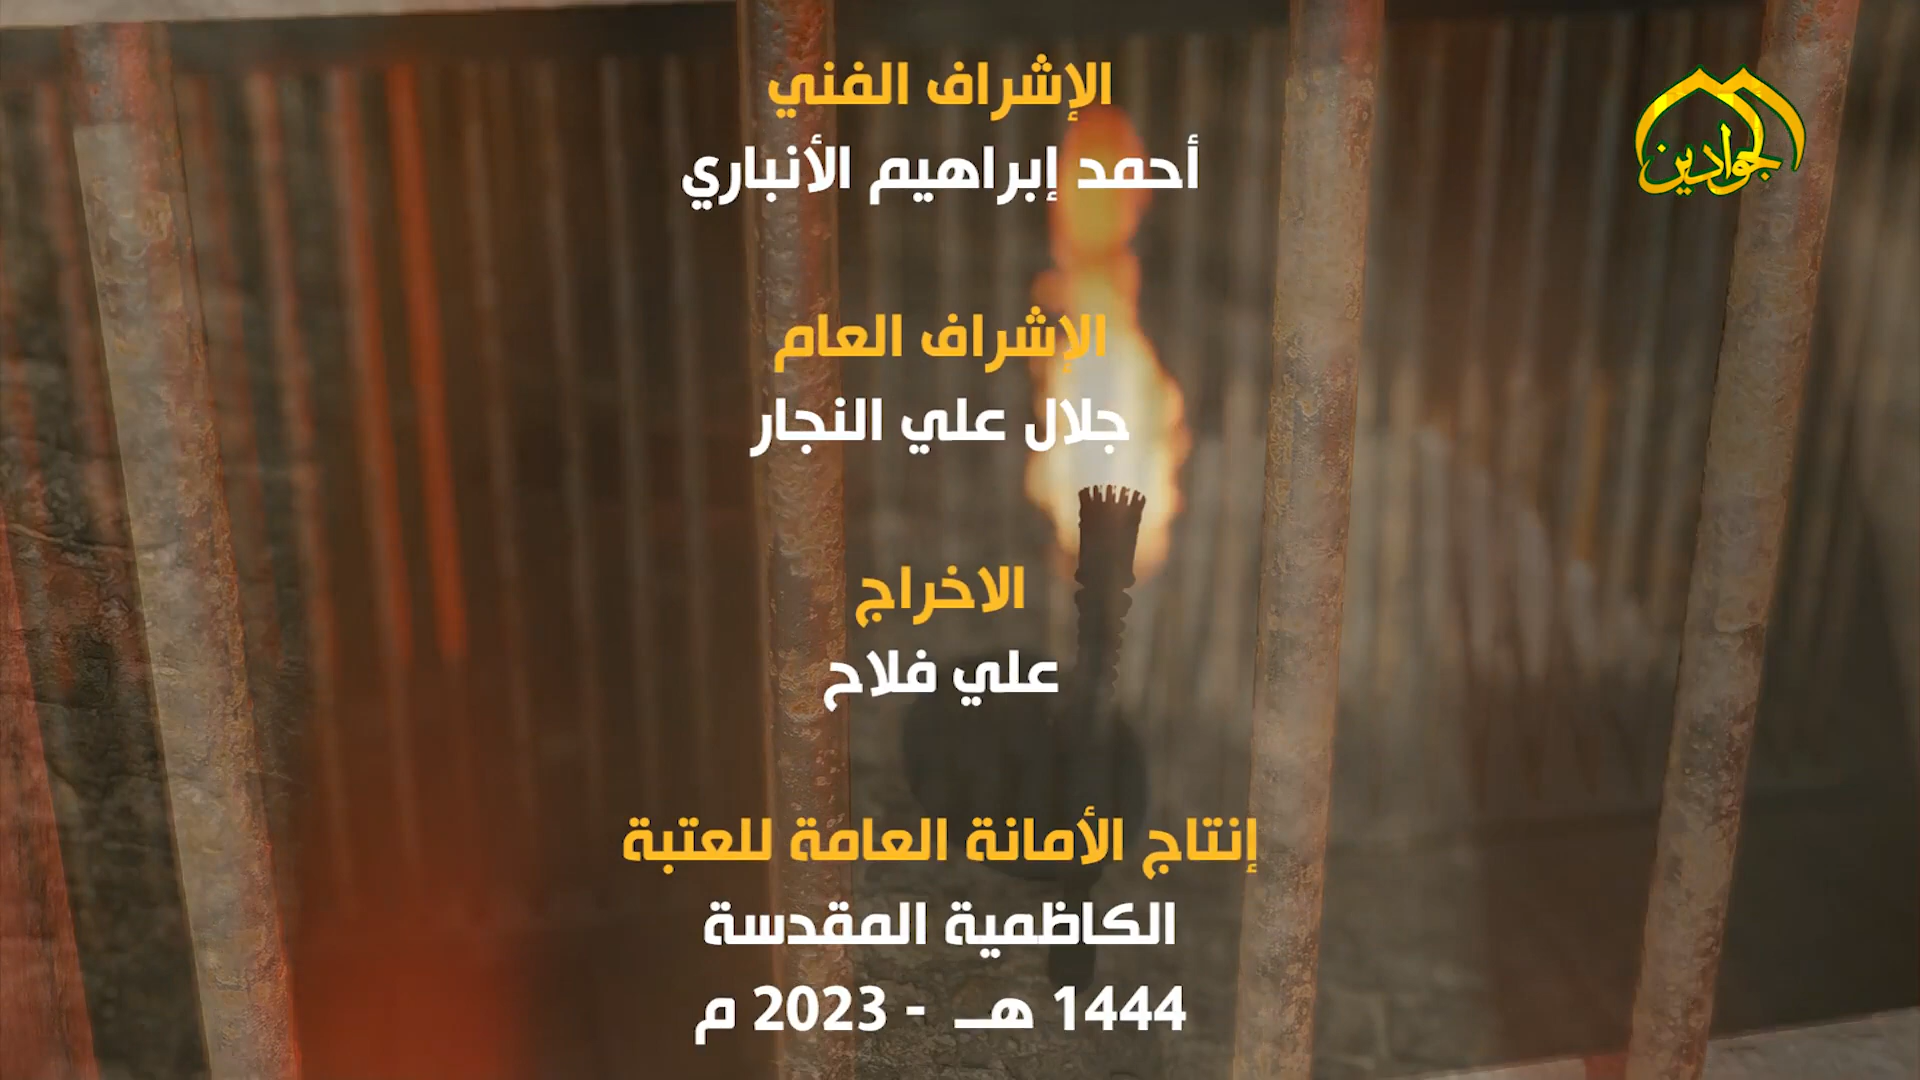 الجوادين
الإشراف الفني
أحمد إبراهيم الأنباري
الإشراف العام
جلال علي النجار
الاخراج
علي فلاح
إنتاج الأمانة العامة للعتبة
الكاظمية المقدسة
1444 هـ - 2023 م